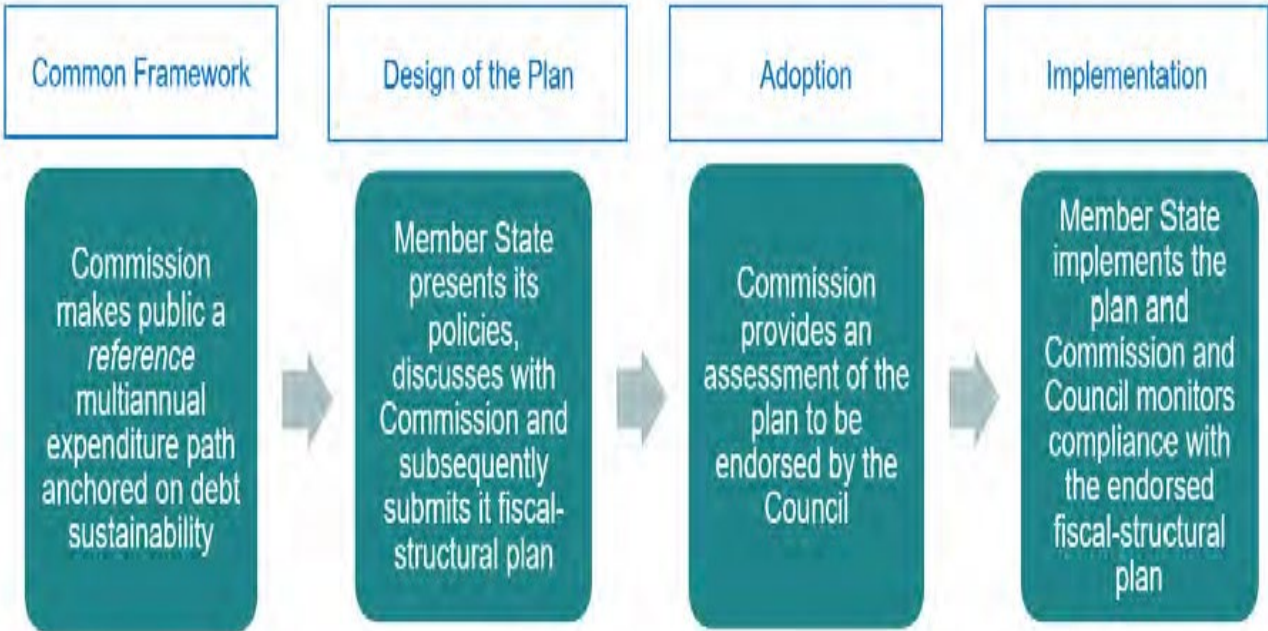 Common Framework
Design of the Plan
Adoption
Implementation
Commission
makes public a
reference
multiannual
expenditure path
anchored on debt
sustainability
Member State
presents its
policies,
discusses with
Commission and
subsequently
submits it fiscal-
structural plan
Commission
provides an
assessment of the
plan to be
endorsed by the
Council
Member State
implements the
plan and
Commission and
Council monitors
compliance with
the endorsed
fiscal-structural
plan